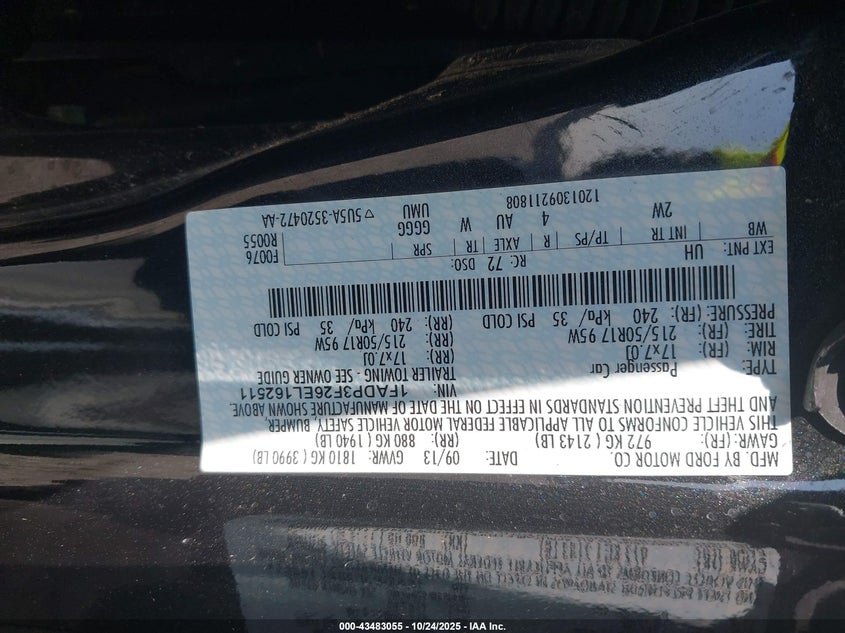 MFD. BY FORD MOTOR CO.
DATE: 09/13 GVWR: 1810 KG ( 3990 LB)
GAWR: (FR): 972 KG ( 2143 LB) (RR): 880 KG ( 1940 LB)
THIS VEHICLE CONFORMS TO ALL APPLICABLE FEDERAL MOTOR VEHICLE SAFETY, BUMPER,
AND THEFT PREVENTION STANDARDS IN EFFECT ON THE DATE OF MANUFACTURE SHOWN ABOVE.
VIN: 1FADP3F26EL162511
TYPE: Passenger Car TRAILER TOWING - SEE OWNER GUIDE
RIM: (FR): 17x7.0J (RR): 17x7.0J
TIRE: (FR): 215/50R17 95W (RR): 215/50R17 95W
PRESSURE: (FR): 240 kPa/ 35 PSI COLD (RR): 240 kPa/ 35 PSI COLD
EXT PNT: UH RC: 72 DSO: F0076
WB INT TR TP/PS R AXLE TR SPR R0055
2W 4 AU W GGGG
UMU
1201309211808 ▽5U5A-3520472-AA
000-43483055 - 10/24/2025 - IAA Inc.